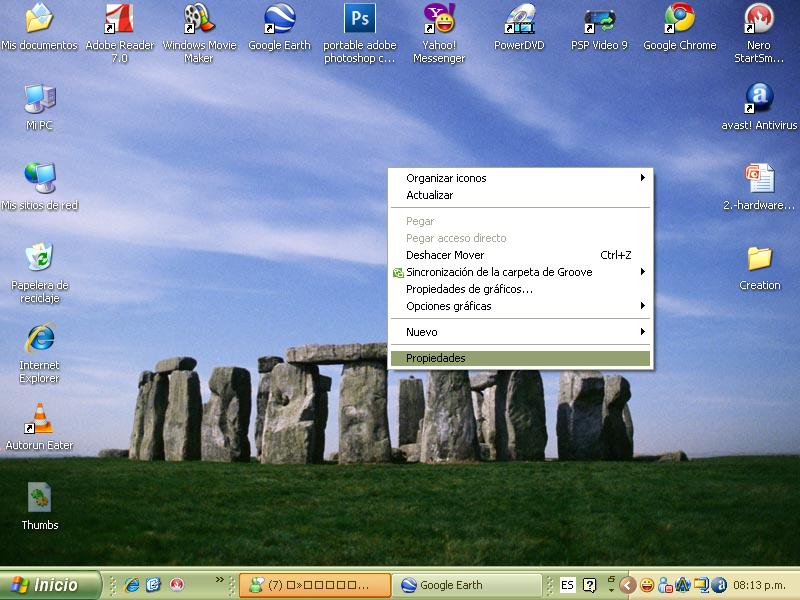 Mis documentos
Adobe Reader
7.0
Windows Movie
Maker
Google Earth
Ps
portable adobe
photoshop c...
Yahoo!
Messenger
PowerDVD
PSP Video 9
Google Chrome
Nero
StartSm...
Mi PC
avast! Antivirus
Mis sitios de red
2.-hardware...
Papelera de
reciclaje
Creation
Internet
Explorer
Autorun Eater
Thumbs
Organizar iconos
Actualizar
Pegar
Pegar acceso directo
Deshacer Mover Ctrl+Z
Sincronización de la carpeta de Groove
Propiedades de gráficos...
Opciones gráficas
Nuevo
Propiedades
Inicio
(7) □»□□□□□...
Google Earth
ES
08:13 p.m.